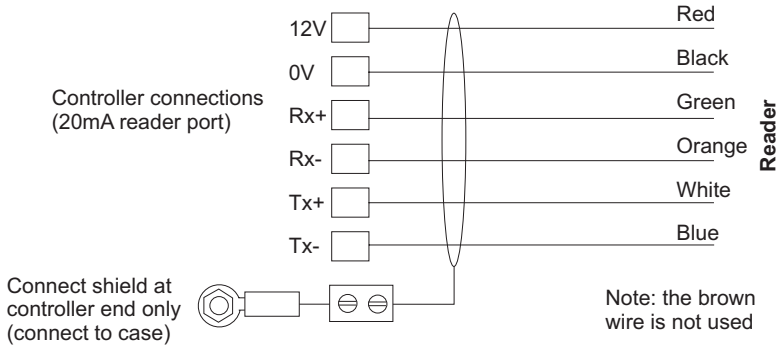 12V
Red
0V
Black
Controller connections
(20mA reader port)
Rx+
Green
Rx-
Orange
Tx+
White
Tx-
Blue
Reader
Connect shield at
controller end only
(connect to case)
Note: the brown
wire is not used